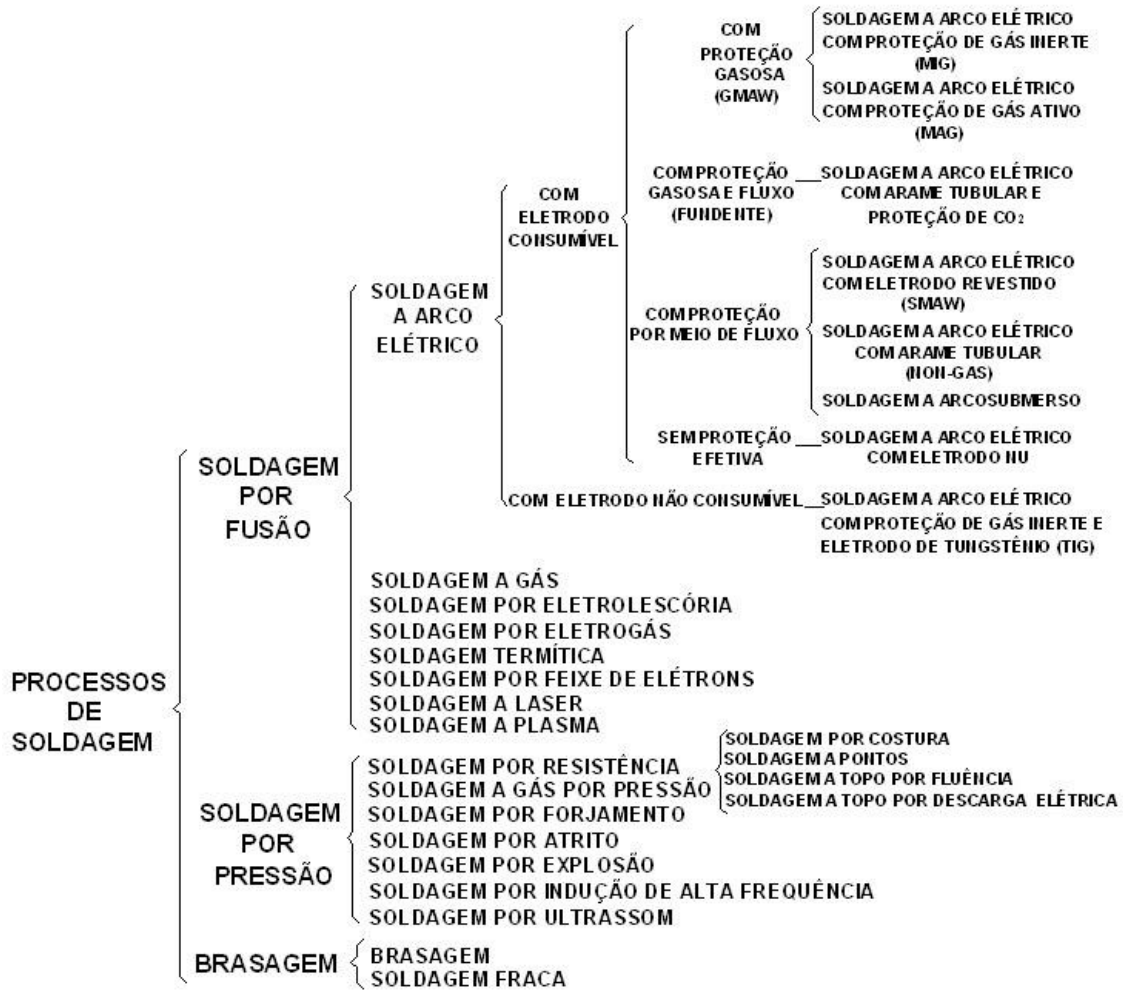 PROCESSOS
DE
SOLDAGEM
SOLDAGEM
POR
FUSÃO
SOLDAGEM
A ARCO
ELÉTRICO
COM
ELETRODO
CONSUMÍVEL
COM
PROTEÇÃO
GASOSA
(GMAW)
SOLDAGEM A ARCO ELÉTRICO
COM PROTEÇÃO DE GÁS INERTE
(MIG)
SOLDAGEM A ARCO ELÉTRICO
COM PROTEÇÃO DE GÁS ATIVO
(MAG)
COM PROTEÇÃO
GASOSA E FLUXO
(FUNDENTE)
SOLDAGEM A ARCO ELÉTRICO
COM ARAME TUBULAR E
PROTEÇÃO DE CO₂
COM PROTEÇÃO
POR MEIO DE FLUXO
SOLDAGEM A ARCO ELÉTRICO
COM ELETRODO REVESTIDO
(SMAW)
SOLDAGEM A ARCO ELÉTRICO
COM ARAME TUBULAR
(NON-GAS)
SOLDAGEM A ARCOSUBMERSO
SEM PROTEÇÃO
EFETIVA
SOLDAGEM A ARCO ELÉTRICO
COM ELETRODO NU
COM ELETRODO NÃO CONSUMÍVEL
SOLDAGEM A ARCO ELÉTRICO
COM PROTEÇÃO DE GÁS INERTE E
ELETRODO DE TUNGSTÊNIO (TIG)
SOLDAGEM A GÁS
SOLDAGEM POR ELETROLESCÓRIA
SOLDAGEM POR ELETROGÁS
SOLDAGEM TERMÍTICA
SOLDAGEM POR FEIXE DE ELÉTRONS
SOLDAGEM A LASER
SOLDAGEM A PLASMA
SOLDAGEM
POR
PRESSÃO
SOLDAGEM POR RESISTÊNCIA
SOLDAGEM POR COSTURA
SOLDAGEM A PONTOS
SOLDAGEM A TOPO POR FLUÊNCIA
SOLDAGEM A TOPO POR DESCARGA ELÉTRICA
SOLDAGEM A GÁS POR PRESSÃO
SOLDAGEM POR FORJAMENTO
SOLDAGEM POR ATRITO
SOLDAGEM POR EXPLOSÃO
SOLDAGEM POR INDUÇÃO DE ALTA FREQUÊNCIA
SOLDAGEM POR ULTRASSOM
BRASAGEM
BRASAGEM
SOLDAGEM FRACA